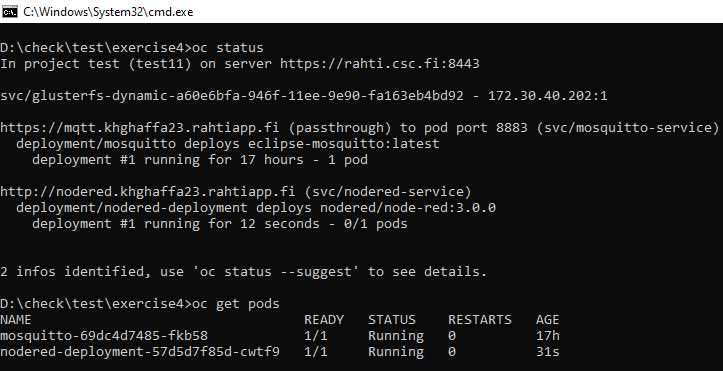 C:\Windows\System32\cmd.exe
D:\check\test\exercise4>oc status
In project test (test11) on server https://rahti.csc.fi:8443
svc/glusterfs-dynamic-a60e6bfa-946f-11ee-9e90-fa163eb4bd92 - 172.30.40.202:1
https://mqtt.khghaffa23.rahtiapp.fi (passthrough) to pod port 8883 (svc/mosquitto-service)
  deployment/mosquitto deploys eclipse-mosquitto:latest
    deployment #1 running for 17 hours - 1 pod
http://nodered.khghaffa23.rahtiapp.fi (svc/nodered-service)
  deployment/nodered-deployment deploys nodered/node-red:3.0.0
    deployment #1 running for 12 seconds - 0/1 pods
2 infos identified, use 'oc status --suggest' to see details.
D:\check\test\exercise4>oc get pods
NAME                                  READY   STATUS    RESTARTS   AGE
mosquitto-69dc4d7485-fkb58            1/1     Running   0          17h
nodered-deployment-57d5d7f85d-cwtf9   1/1     Running   0          31s